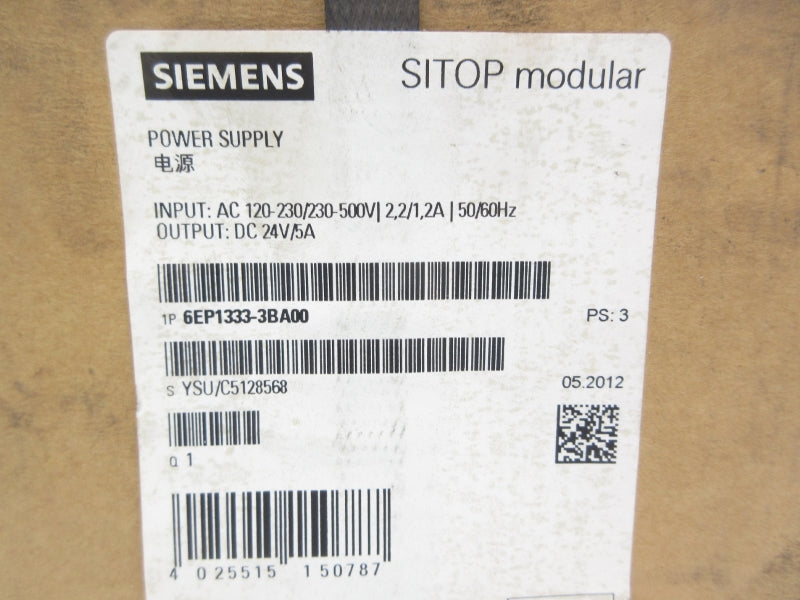 SIEMENS SITOP modular
POWER SUPPLY
电源
INPUT: AC 120-230/230-500V| 2,2/1,2A | 50/60Hz
OUTPUT: DC 24V/5A
1P 6EP1333-3BA00 PS: 3
S YSU/C5128568 05.2012
Q 1
4 025515 150787